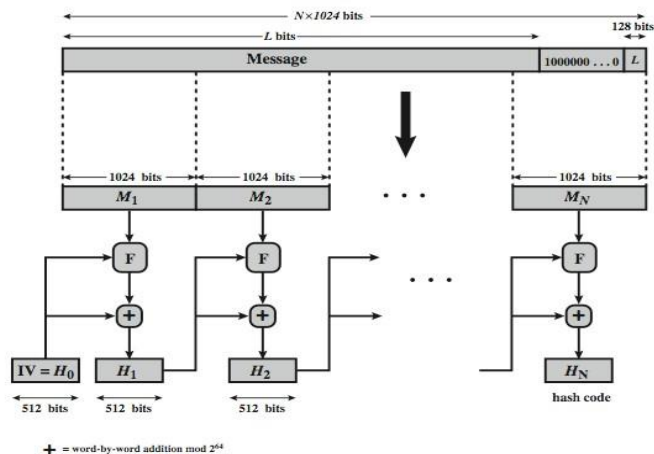 N×1024 bits
128 bits
L bits
Message 1000000 . . . 0 L
1024 bits 1024 bits 1024 bits
M1 M2 . . . MN
F F F
. . .
+ + +
IV = H0 H1 H2 HN
hash code
512 bits 512 bits 512 bits
+ = word-by-word addition mod 2^64